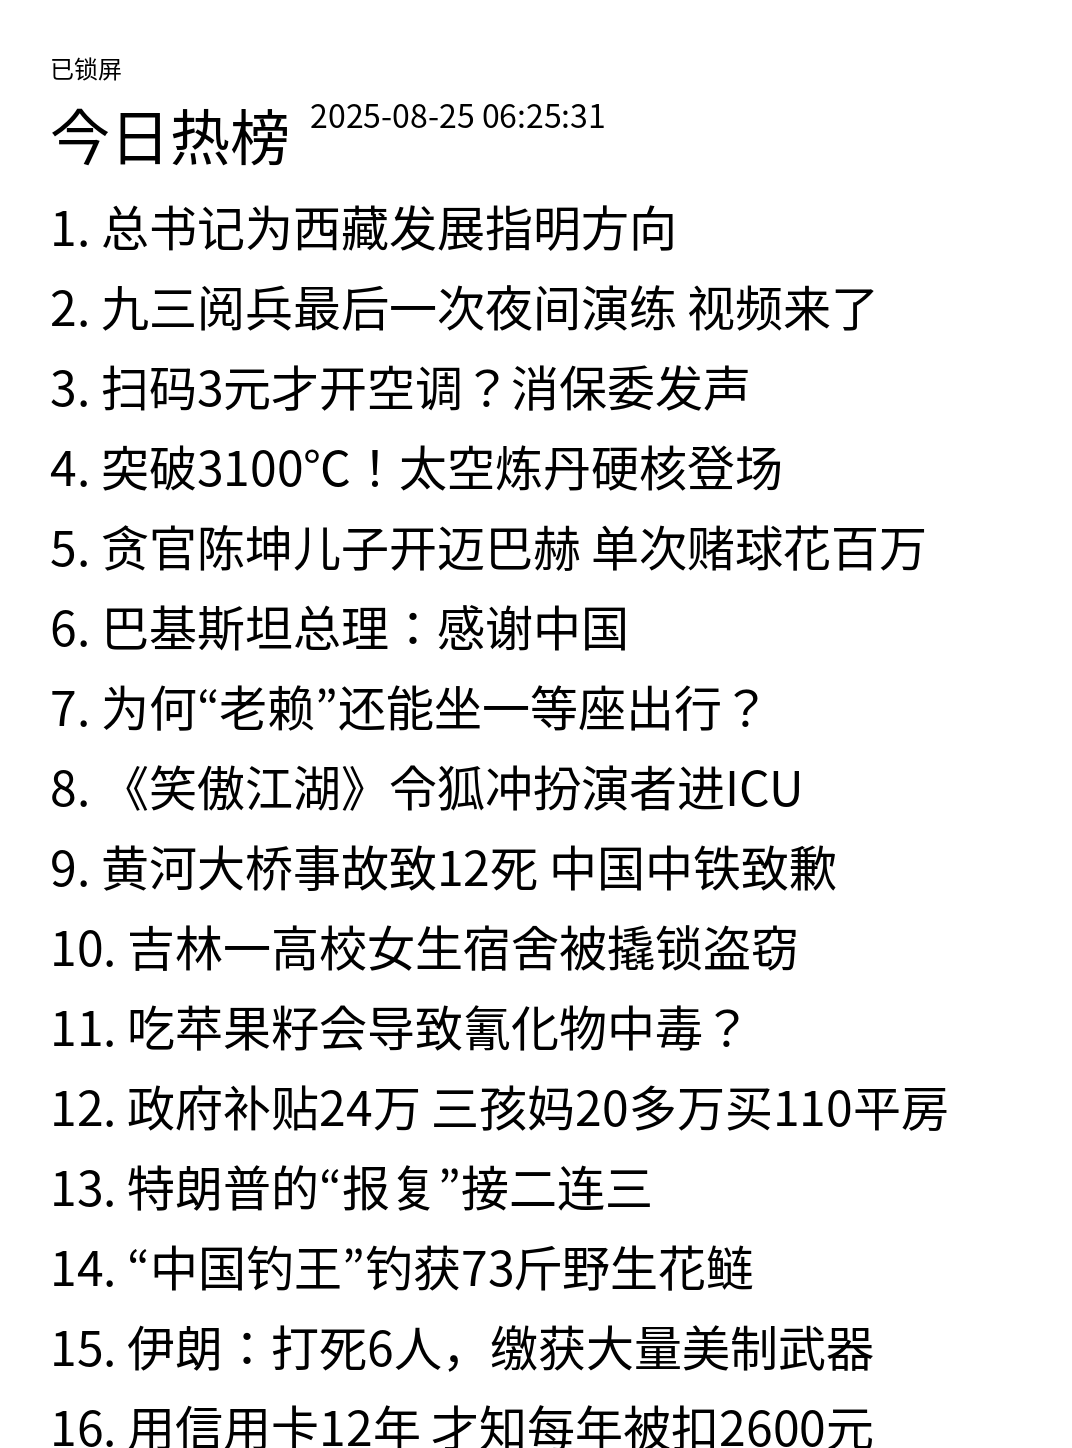 已锁屏
今日热榜 2025-08-25 06:25:31
1. 总书记为西藏发展指明方向
2. 九三阅兵最后一次夜间演练 视频来了
3. 扫码3元才开空调？消保委发声
4. 突破3100℃！太空炼丹硬核登场
5. 贪官陈坤儿子开迈巴赫 单次赌球花百万
6. 巴基斯坦总理：感谢中国
7. 为何“老赖”还能坐一等座出行？
8. 《笑傲江湖》令狐冲扮演者进ICU
9. 黄河大桥事故致12死 中国中铁致歉
10. 吉林一高校女生宿舍被撬锁盗窃
11. 吃苹果籽会导致氰化物中毒？
12. 政府补贴24万 三孩妈20多万买110平房
13. 特朗普的“报复”接二连三
14. “中国钓王”钓获73斤野生花鲢
15. 伊朗：打死6人，缴获大量美制武器
16. 用信用卡12年 才知每年被扣2600元